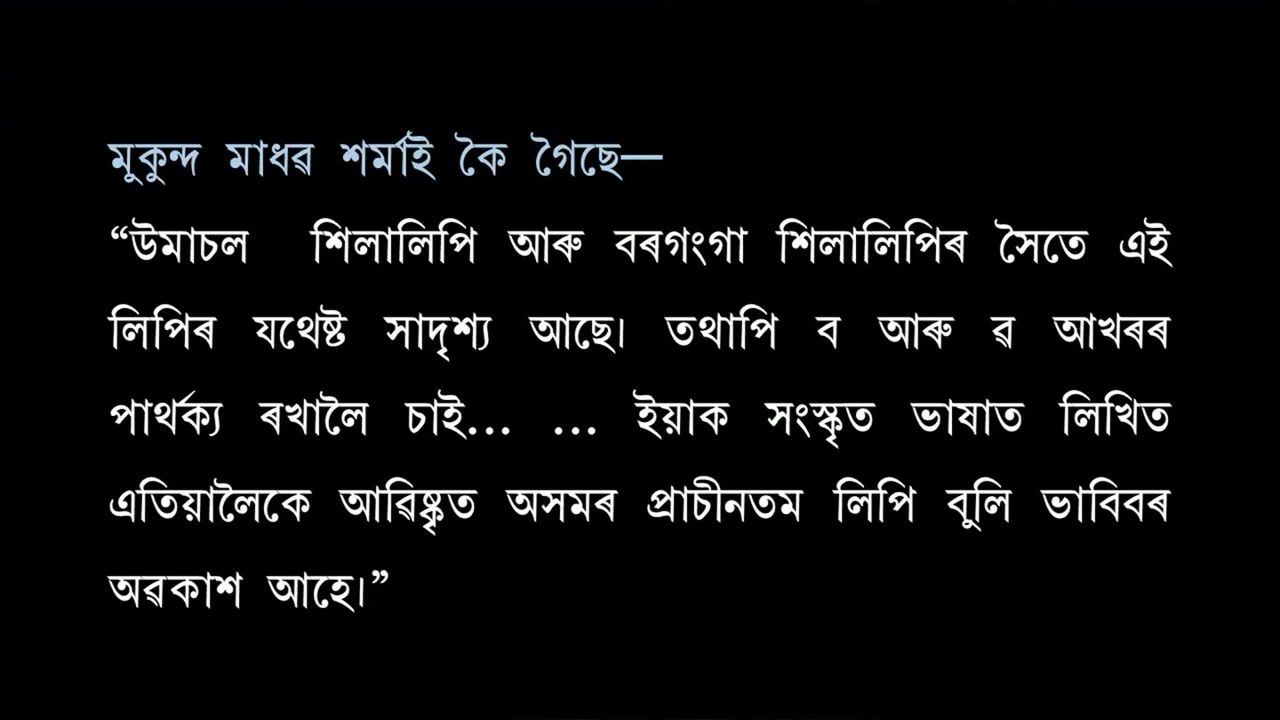 মুকুন্দ মাধৱ শৰ্মাই কৈ গৈছে—
“উমাচল শিলালিপি আৰু বৰগংগা শিলালিপিৰ সৈতে এই
লিপিৰ যথেষ্ট সাদৃশ্য আছে। তথাপি ব আৰু ৱ আখৰৰ
পাৰ্থক্য ৰখালৈ চাই... ... ইয়াক সংস্কৃত ভাষাত লিখিত
এতিয়ালৈকে আৱিষ্কৃত অসমৰ প্ৰাচীনতম লিপি বুলি ভাবিবৰ
অৱকাশ আহে।”